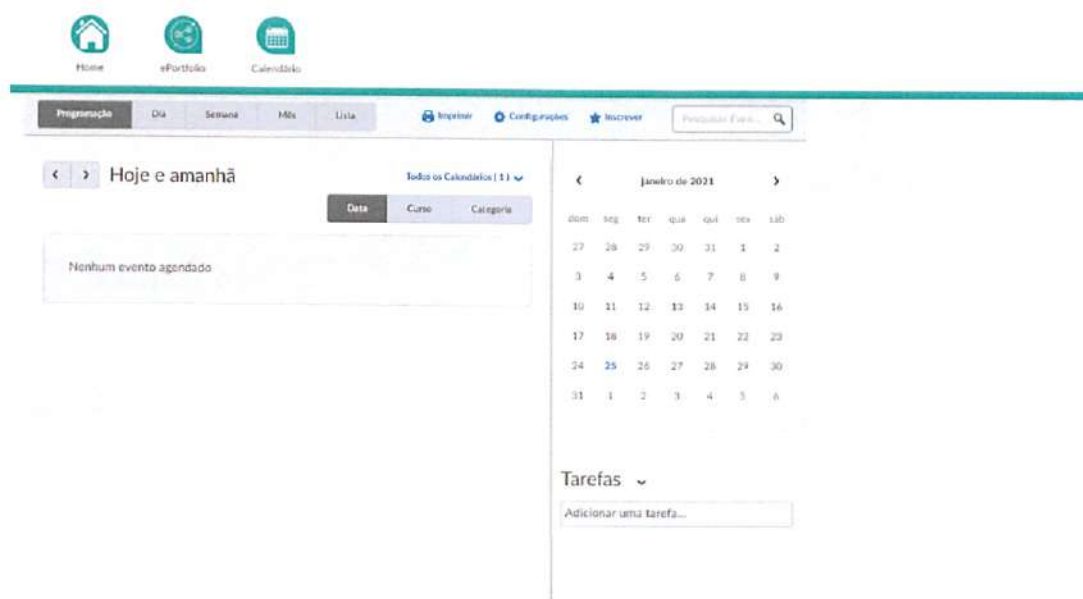 Home ePortfolio Calendário
Programação Dia Semana Mês Lista Imprimir Configurações Inscrever
Hoje e amanhã
Todos os Calendários ( 1 )
Data Curso Categoria
Nenhum evento agendado
janeiro de 2021
dom seg ter qua qui sex sáb
27 28 29 30 31 1 2
3 4 5 6 7 8 9
10 11 12 13 14 15 16
17 18 19 20 21 22 23
24 25 26 27 28 29 30
31 1 2 3 4 5 6
Tarefas
Adicionar uma tarefa...